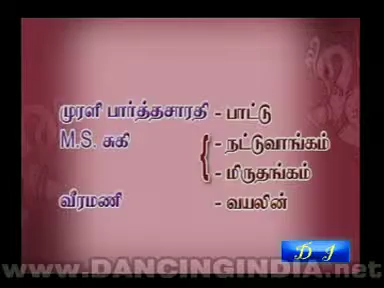 முரளி பார்த்தசாரதி - பாட்டு
M.S. சுகி - நட்டுவாங்கம்
- மிருதங்கம்
வீரமணி - வயலின்
D I
www.DANCINGINDIA.net